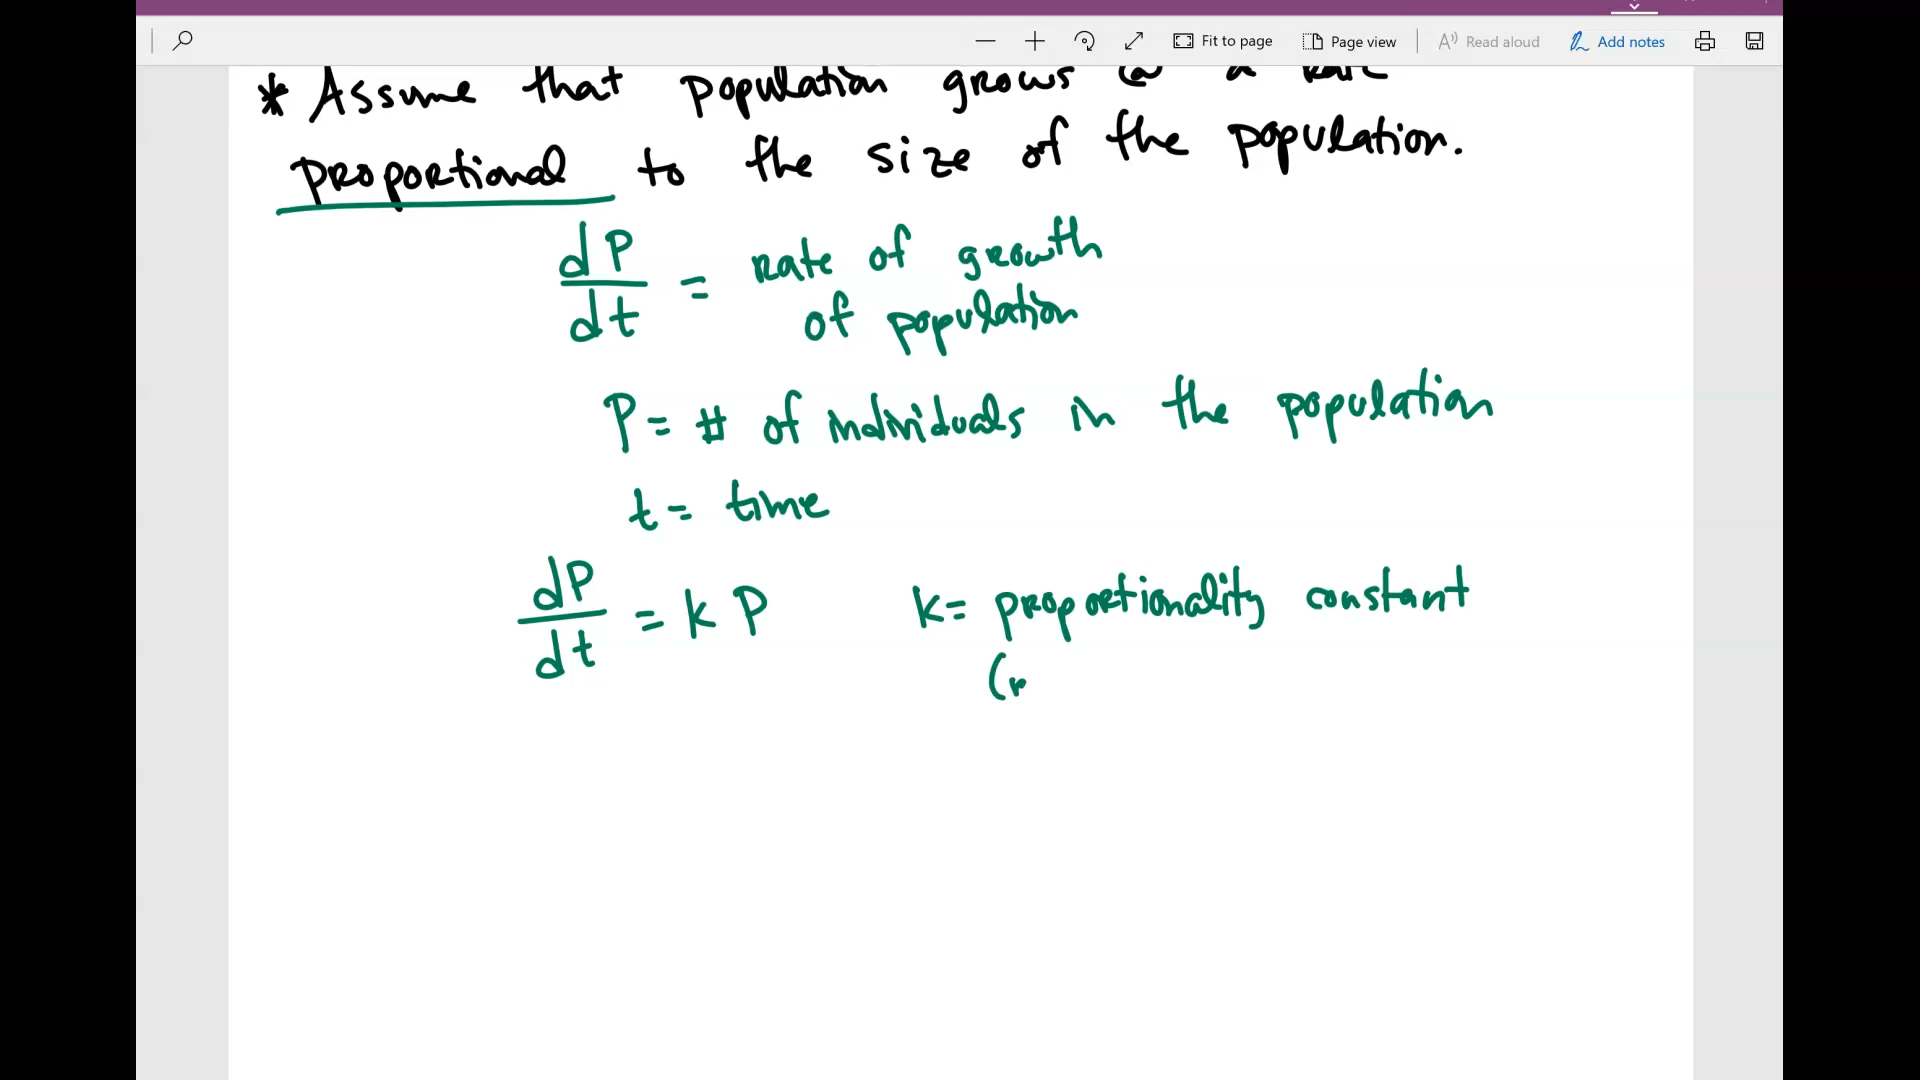 Fit to page
Page view
Read aloud
Add notes
* Assume that population grows @ a rate
proportional to the size of the population.
dP/dt = rate of growth
of population
P = # of individuals in the population
t = time
dP/dt = k P k = proportionality constant
(r